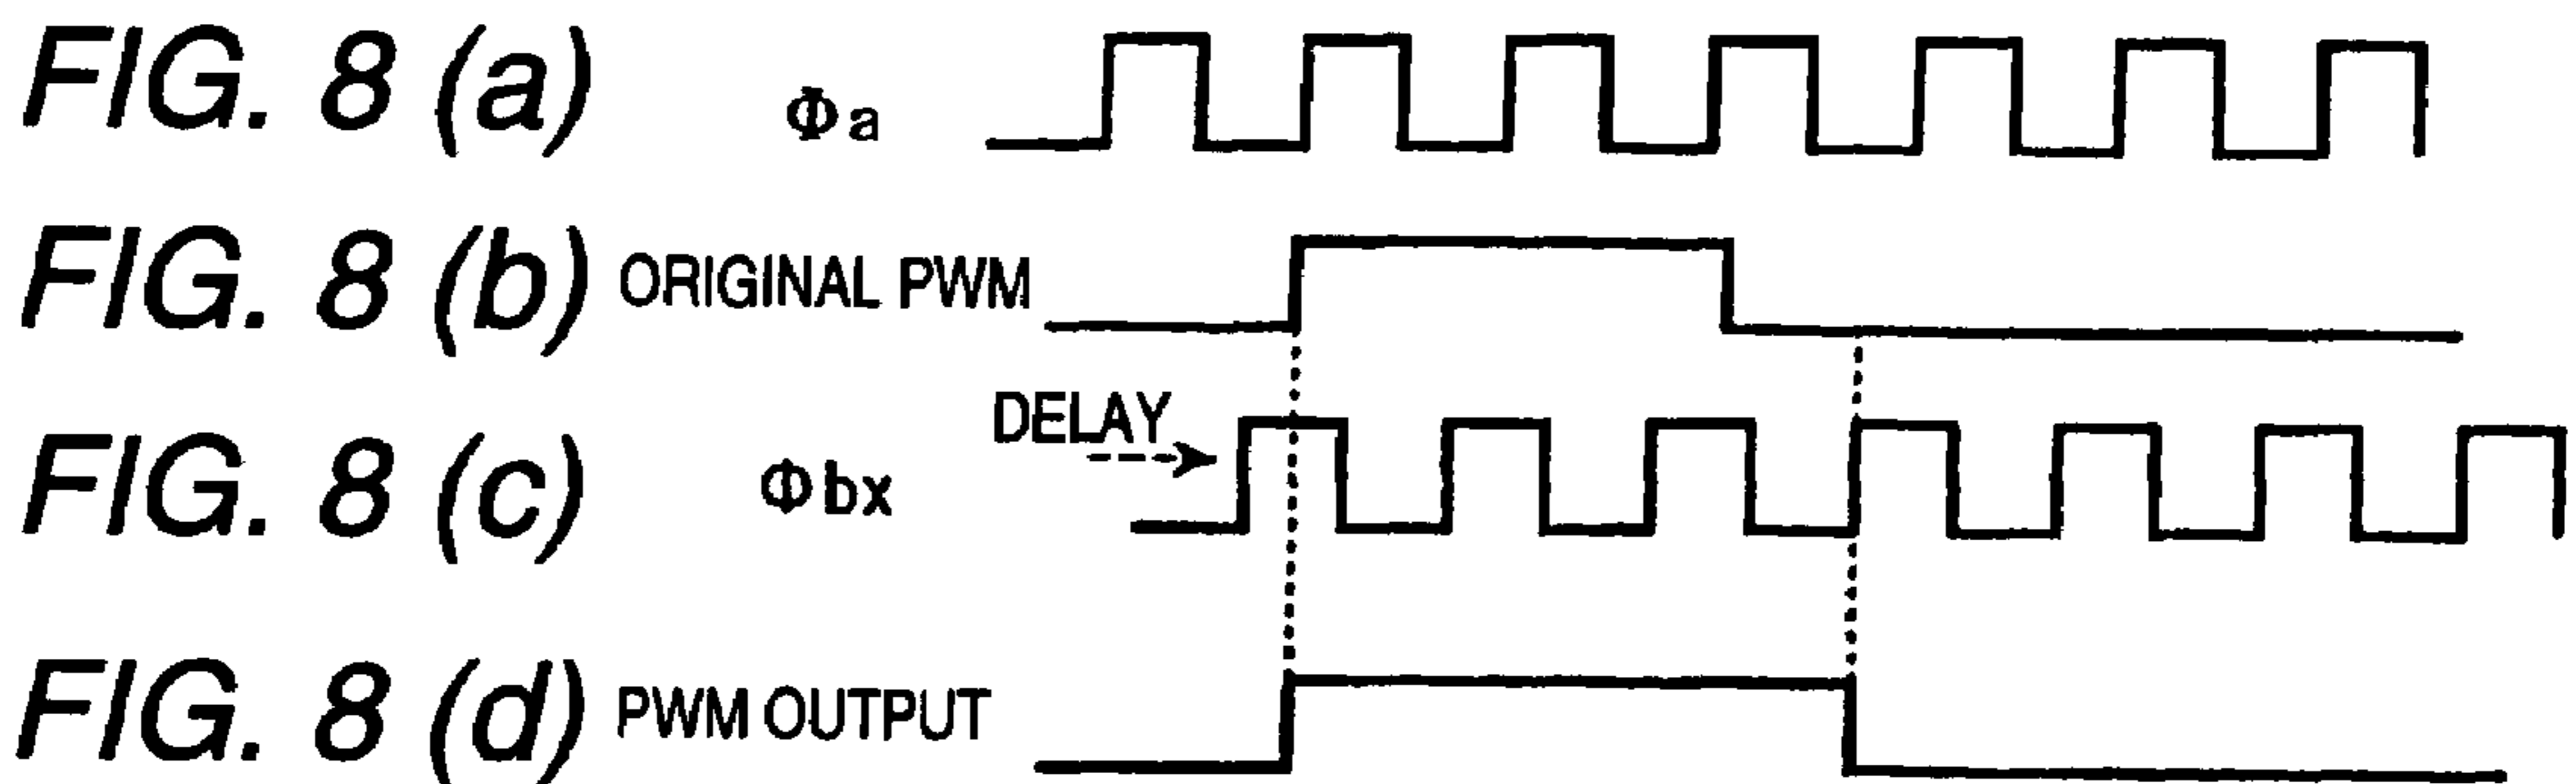 FIG. 8 (a) Φa
FIG. 8 (b) ORIGINAL PWM
DELAY
FIG. 8 (c) Φbx
FIG. 8 (d) PWM OUTPUT